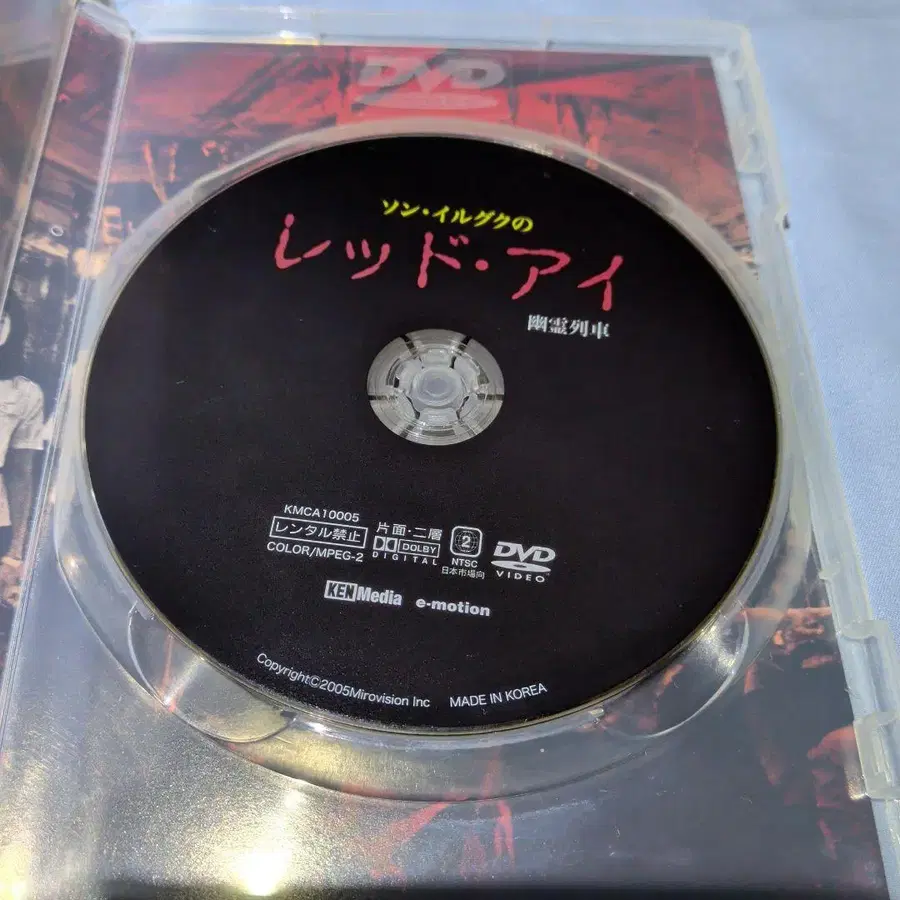 DVD
ソン・イルグクの
レッド・アイ
幽霊列車
KMCA10005
レンタル禁止 片面・二層 2 DVD
COLOR/MPEG-2 DOLBY DIGITAL NTSC VIDEO
日本市場向
KEN Media e-motion
Copyright©2005Mirovision Inc MADE IN KOREA